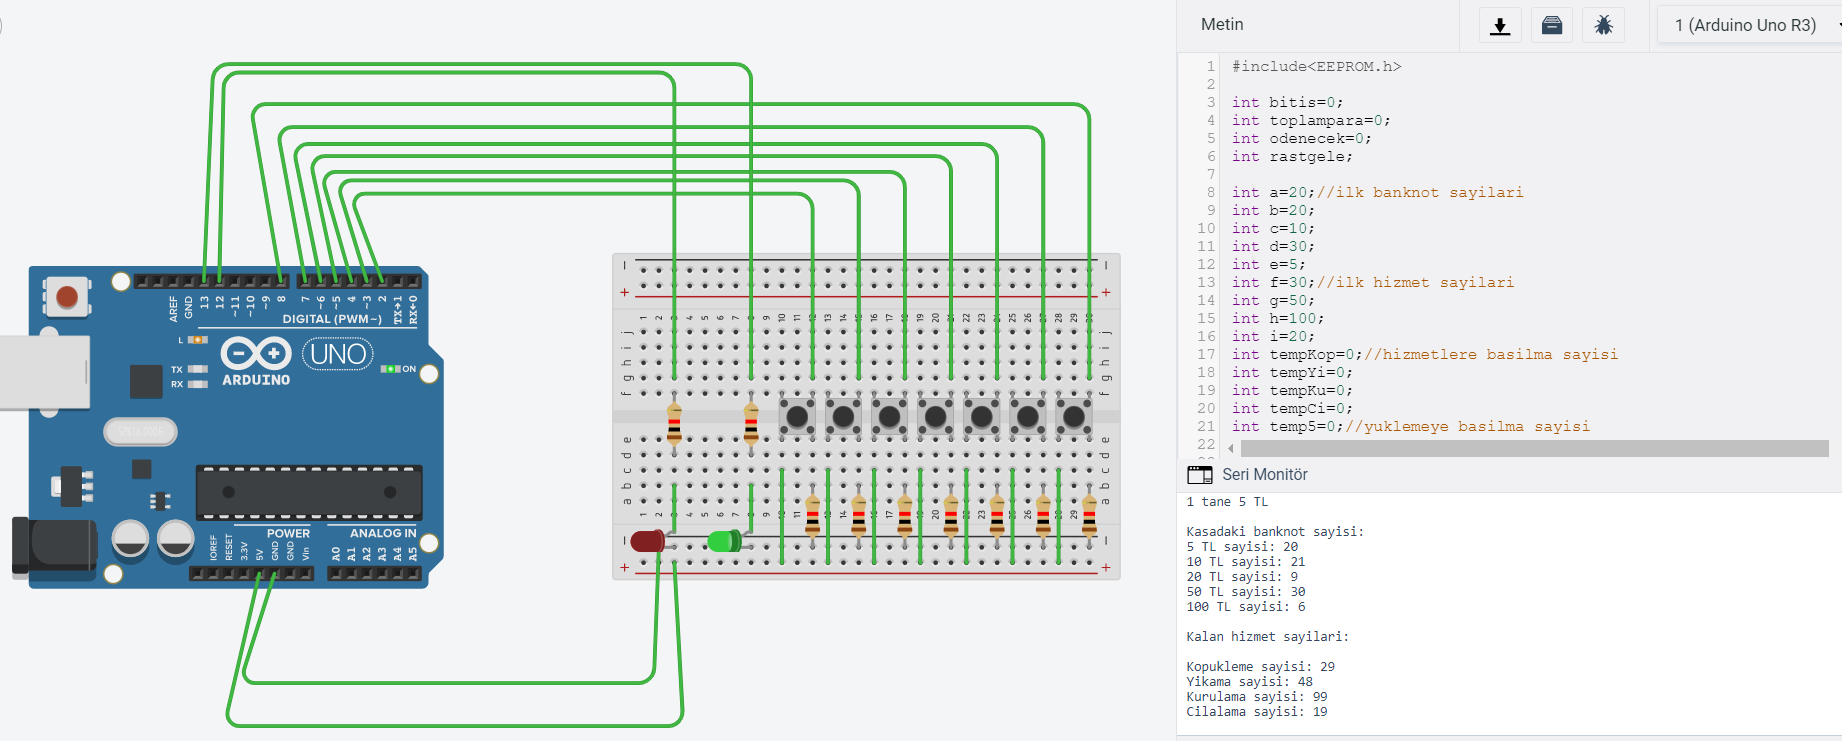 Metin
1 (Arduino Uno R3)
1 #include<EEPROM.h>
2
3 int bitis=0;
4 int toplampara=0;
5 int odenecek=0;
6 int rastgele;
7
8 int a=20;//ilk banknot sayilari
9 int b=20;
10 int c=10;
11 int d=30;
12 int e=5;
13 int f=30;//ilk hizmet sayilari
14 int g=50;
15 int h=100;
16 int i=20;
17 int tempKop=0;//hizmetlere basilma sayisi
18 int tempYi=0;
19 int tempKu=0;
20 int tempCi=0;
21 int temp5=0;//yuklemeye basilma sayisi
22
Seri Monitör
1 tane 5 TL
Kasadaki banknot sayisi:
5 TL sayisi: 20
10 TL sayisi: 21
20 TL sayisi: 9
50 TL sayisi: 30
100 TL sayisi: 6
Kalan hizmet sayilari:
Kopukleme sayisi: 29
Yikama sayisi: 48
Kurulama sayisi: 99
Cilalama sayisi: 19
AREF
GND
13
12
~11
~10
~9
8
7
~6
~5
4
~3
2
TX→1
RX←0
DIGITAL (PWM~)
L
TX
RX
ARDUINO
UNO
ON
POWER
ANALOG IN
IOREF
RESET
3.3V
5V
GND
GND
Vin
A0
A1
A2
A3
A4
A5
j
i
h
g
f
e
d
c
b
a